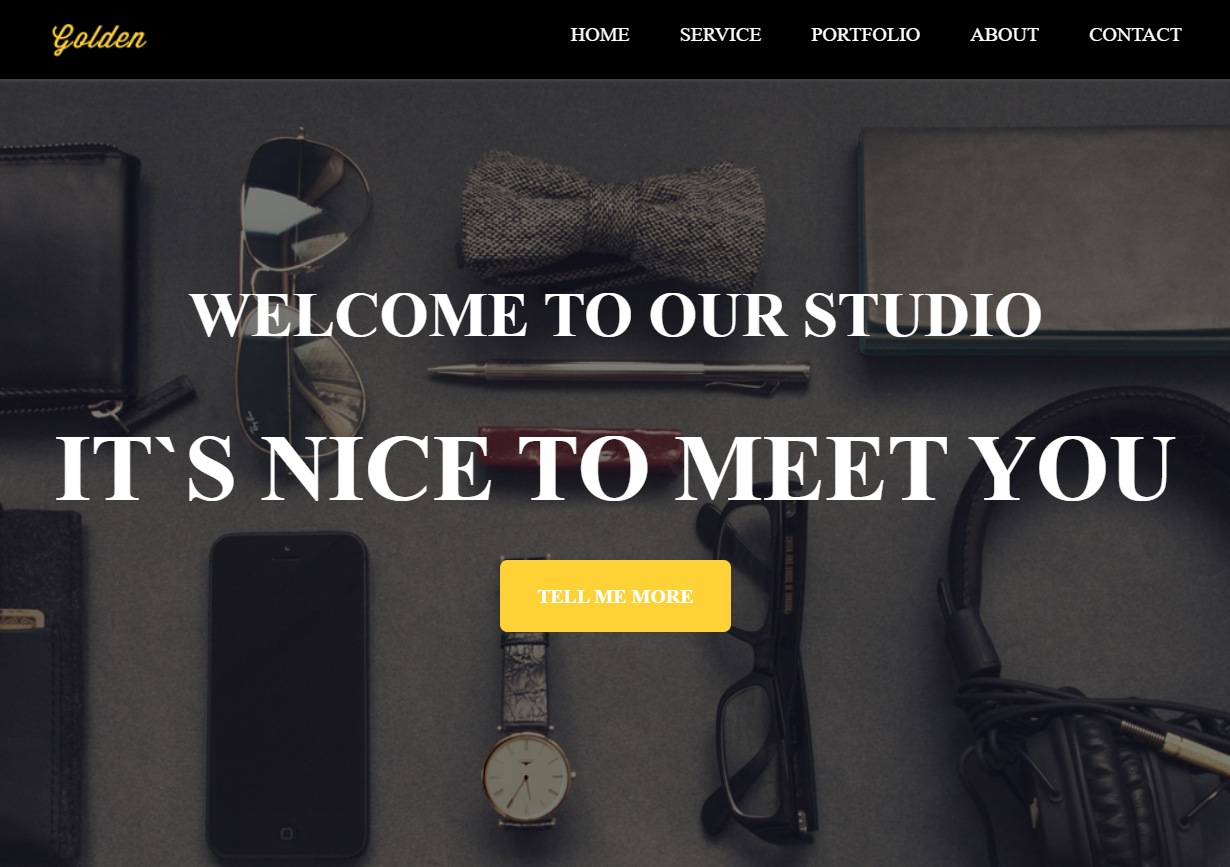 Golden
HOME SERVICE PORTFOLIO ABOUT CONTACT
WELCOME TO OUR STUDIO
IT`S NICE TO MEET YOU
TELL ME MORE